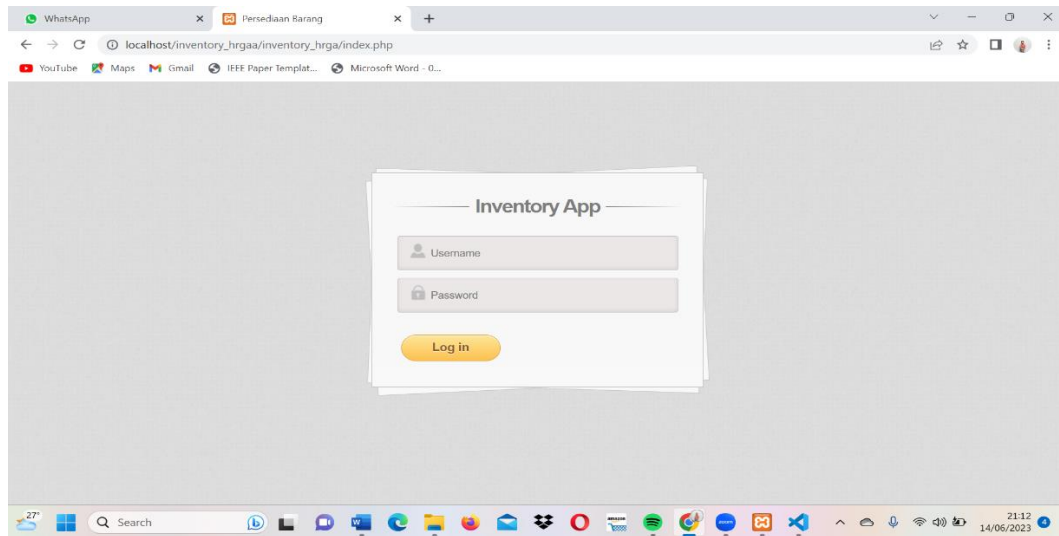 WhatsApp Persediaan Barang
localhost/inventory_hrgaa/inventory_hrga/index.php
YouTube Maps Gmail IEEE Paper Templat... Microsoft Word - 0...
Inventory App
Username
Password
Log in
27°
Search
21:12
14/06/2023
4